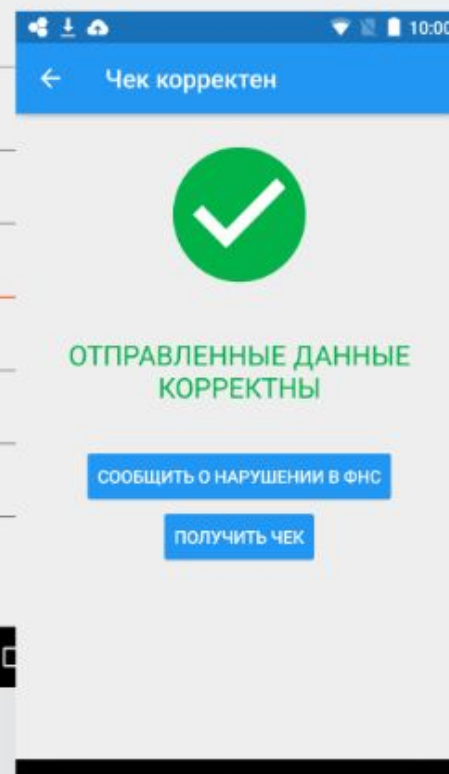 10:00
Чек корректен
ОТПРАВЛЕННЫЕ ДАННЫЕ
КОРРЕКТНЫ
СООБЩИТЬ О НАРУШЕНИИ В ФНС
ПОЛУЧИТЬ ЧЕК